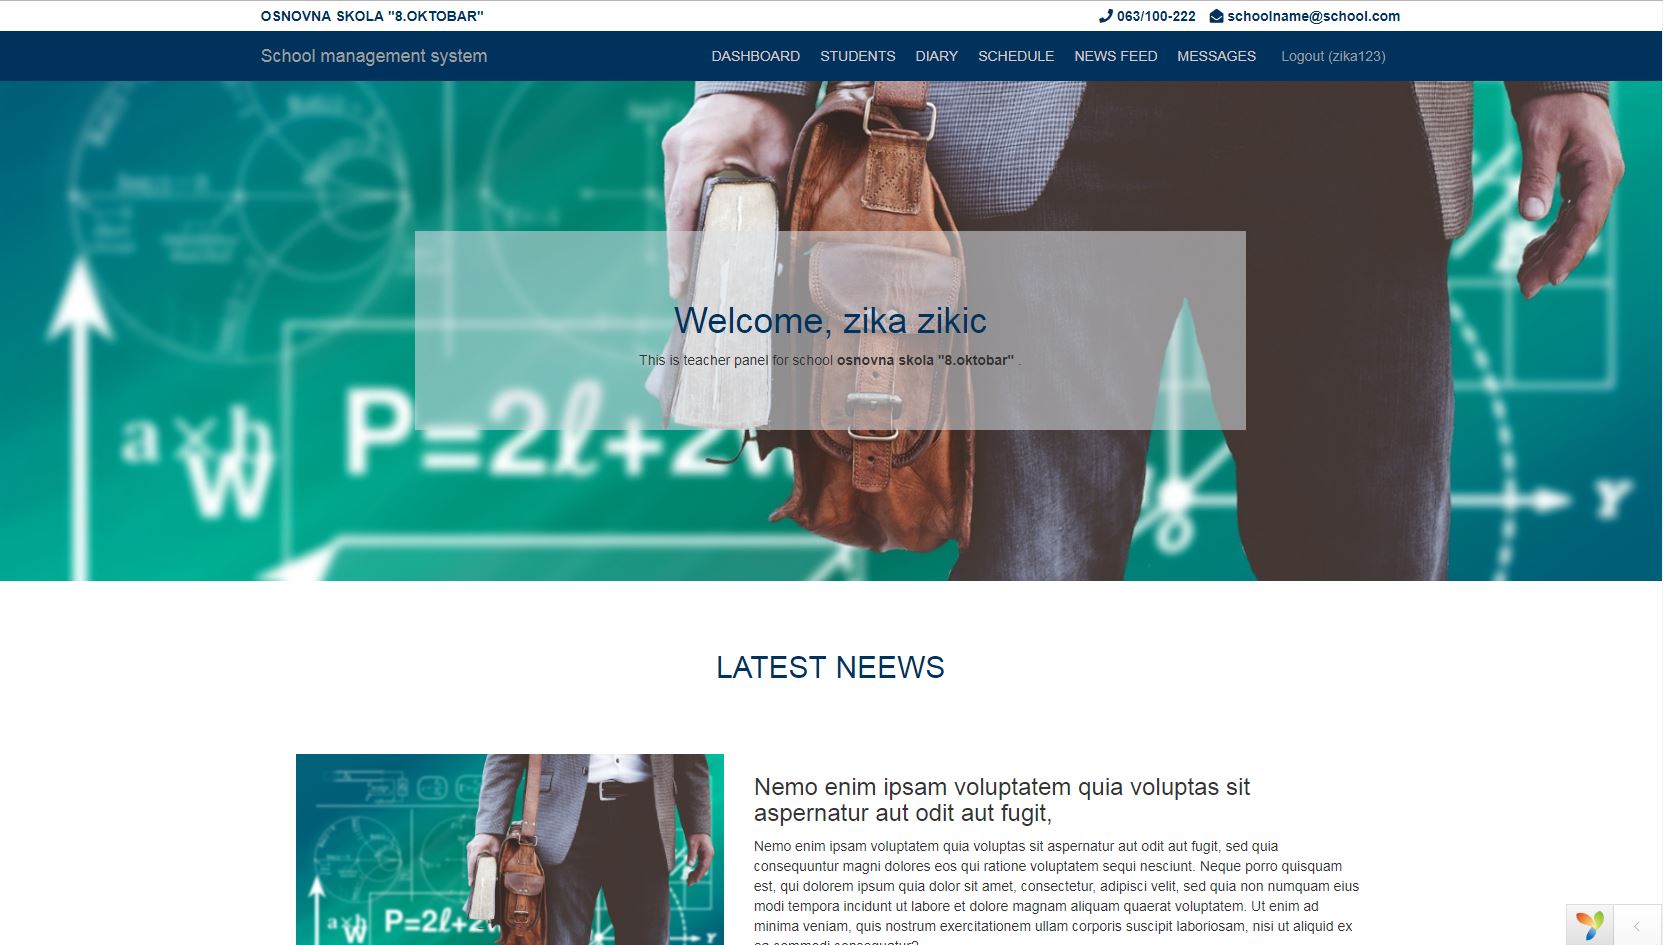 OSNOVNA SKOLA "8.OKTOBAR"
063/100-222 schoolname@school.com
School management system
DASHBOARD STUDENTS DIARY SCHEDULE NEWS FEED MESSAGES Logout (zika123)
Welcome, zika zikic
This is teacher panel for school osnovna skola "8.oktobar" .
a x h
W
P=2ℓ+2w
Y
LATEST NEEWS
Nemo enim ipsam voluptatem quia voluptas sit
aspernatur aut odit aut fugit,
Nemo enim ipsam voluptatem quia voluptas sit aspernatur aut odit aut fugit, sed quia
consequuntur magni dolores eos qui ratione voluptatem sequi nesciunt. Neque porro quisquam
est, qui dolorem ipsum quia dolor sit amet, consectetur, adipisci velit, sed quia non numquam eius
modi tempora incidunt ut labore et dolore magnam aliquam quaerat voluptatem. Ut enim ad
minima veniam, quis nostrum exercitationem ullam corporis suscipit laboriosam, nisi ut aliquid ex
a x b
W
P=2ℓ+2w
Y